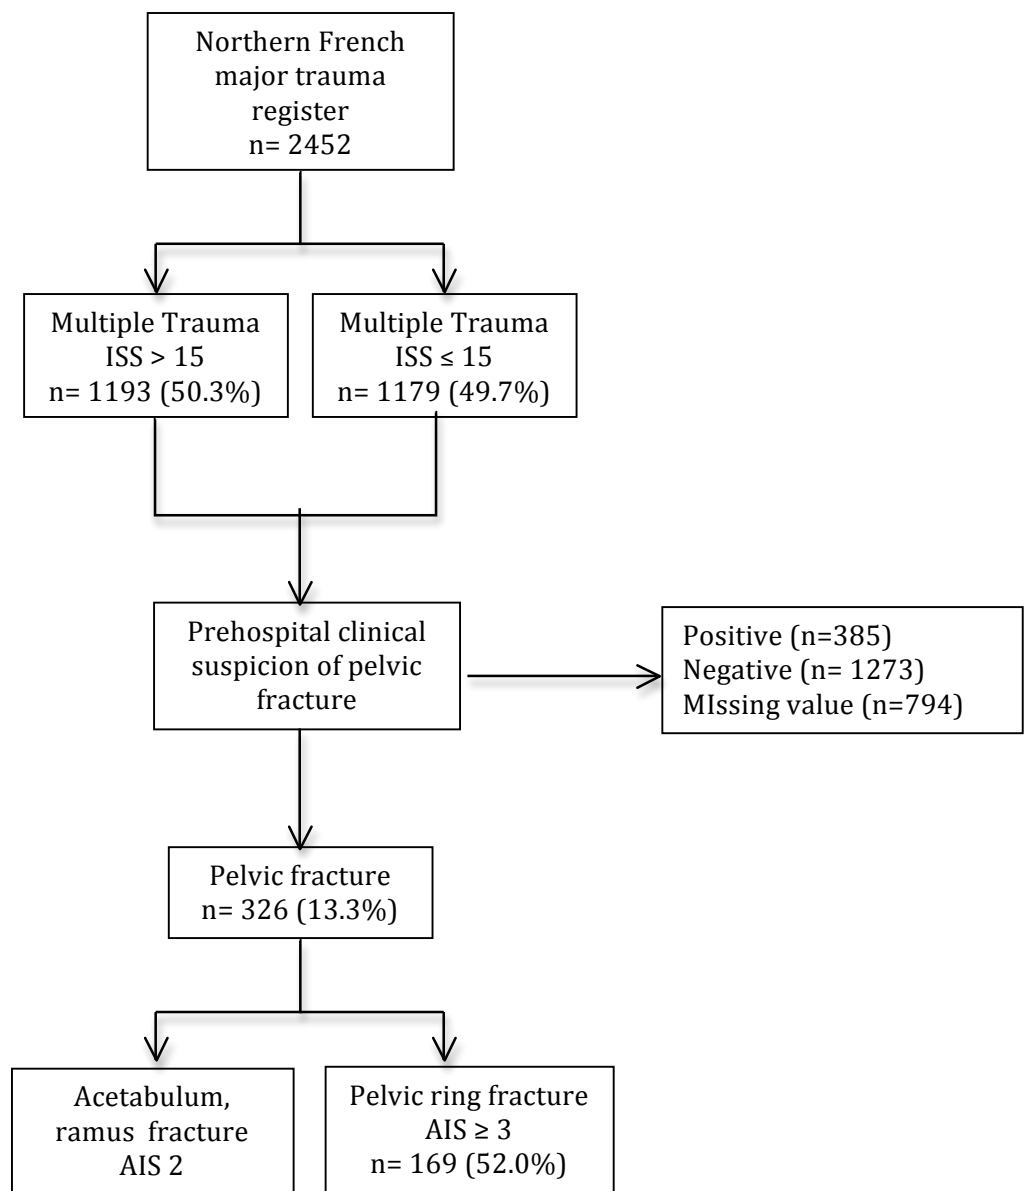 Northern French
major trauma
register
n= 2452
Multiple Trauma
ISS > 15
n= 1193 (50.3%)
Multiple Trauma
ISS ≤ 15
n= 1179 (49.7%)
Prehospital clinical
suspicion of pelvic
fracture
Positive (n=385)
Negative (n= 1273)
MIssing value (n=794)
Pelvic fracture
n= 326 (13.3%)
Acetabulum,
ramus fracture
AIS 2
Pelvic ring fracture
AIS ≥ 3
n= 169 (52.0%)